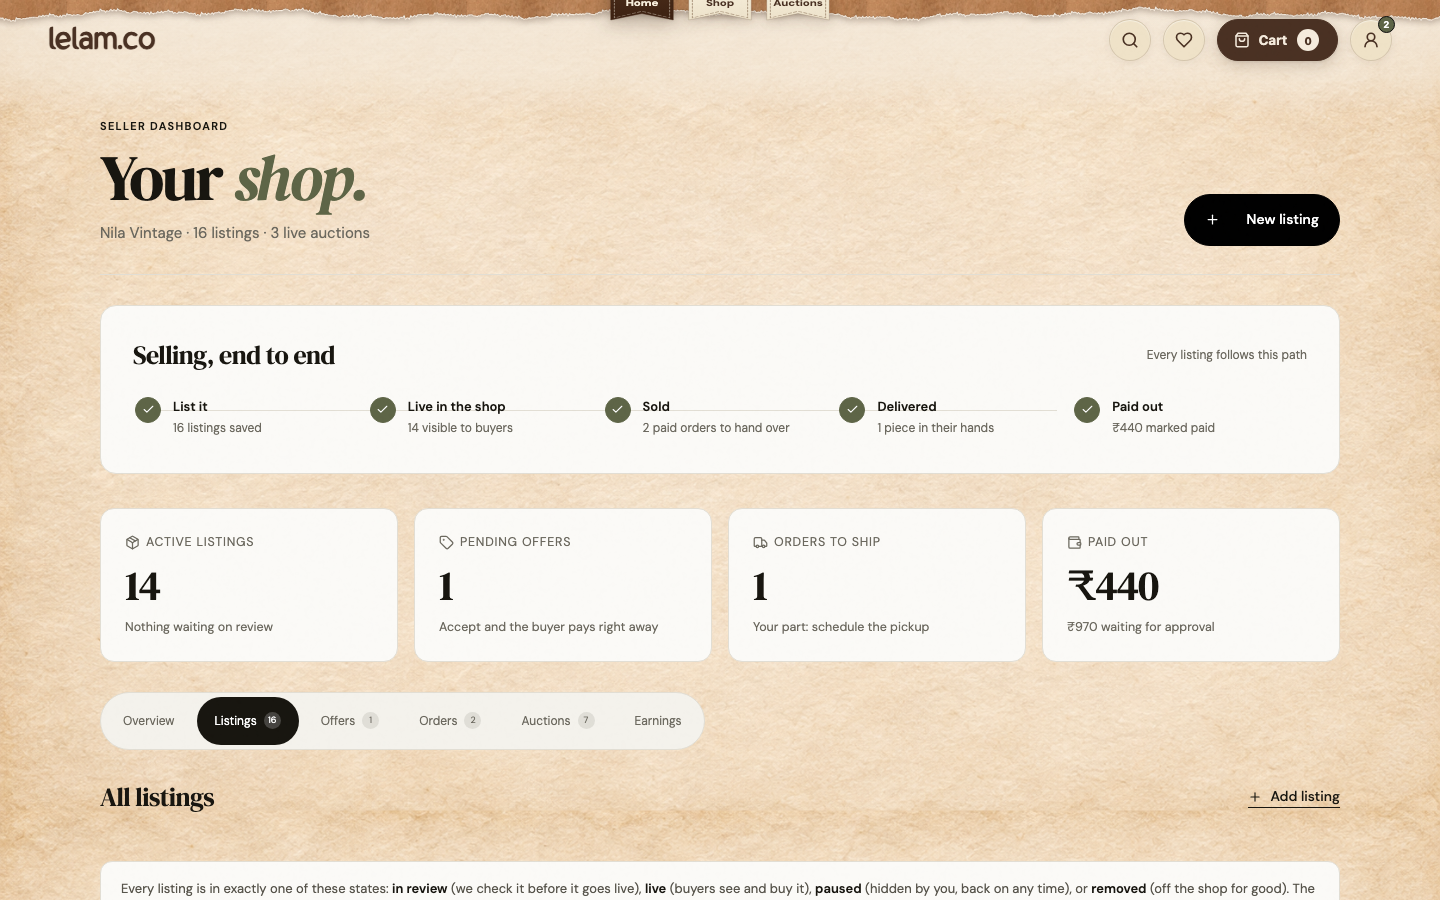 Home
Shop
Auctions
lelam.co
Cart 0
2
SELLER DASHBOARD
Your shop.
Nila Vintage · 16 listings · 3 live auctions
+ New listing
Selling, end to end
Every listing follows this path
List it
16 listings saved
Live in the shop
14 visible to buyers
Sold
2 paid orders to hand over
Delivered
1 piece in their hands
Paid out
₹440 marked paid
ACTIVE LISTINGS
14
Nothing waiting on review
PENDING OFFERS
1
Accept and the buyer pays right away
ORDERS TO SHIP
1
Your part: schedule the pickup
PAID OUT
₹440
₹970 waiting for approval
Overview
Listings 16
Offers 1
Orders 2
Auctions 7
Earnings
All listings
+ Add listing
Every listing is in exactly one of these states: in review (we check it before it goes live), live (buyers see and buy it), paused (hidden by you, back on any time), or removed (off the shop for good). The